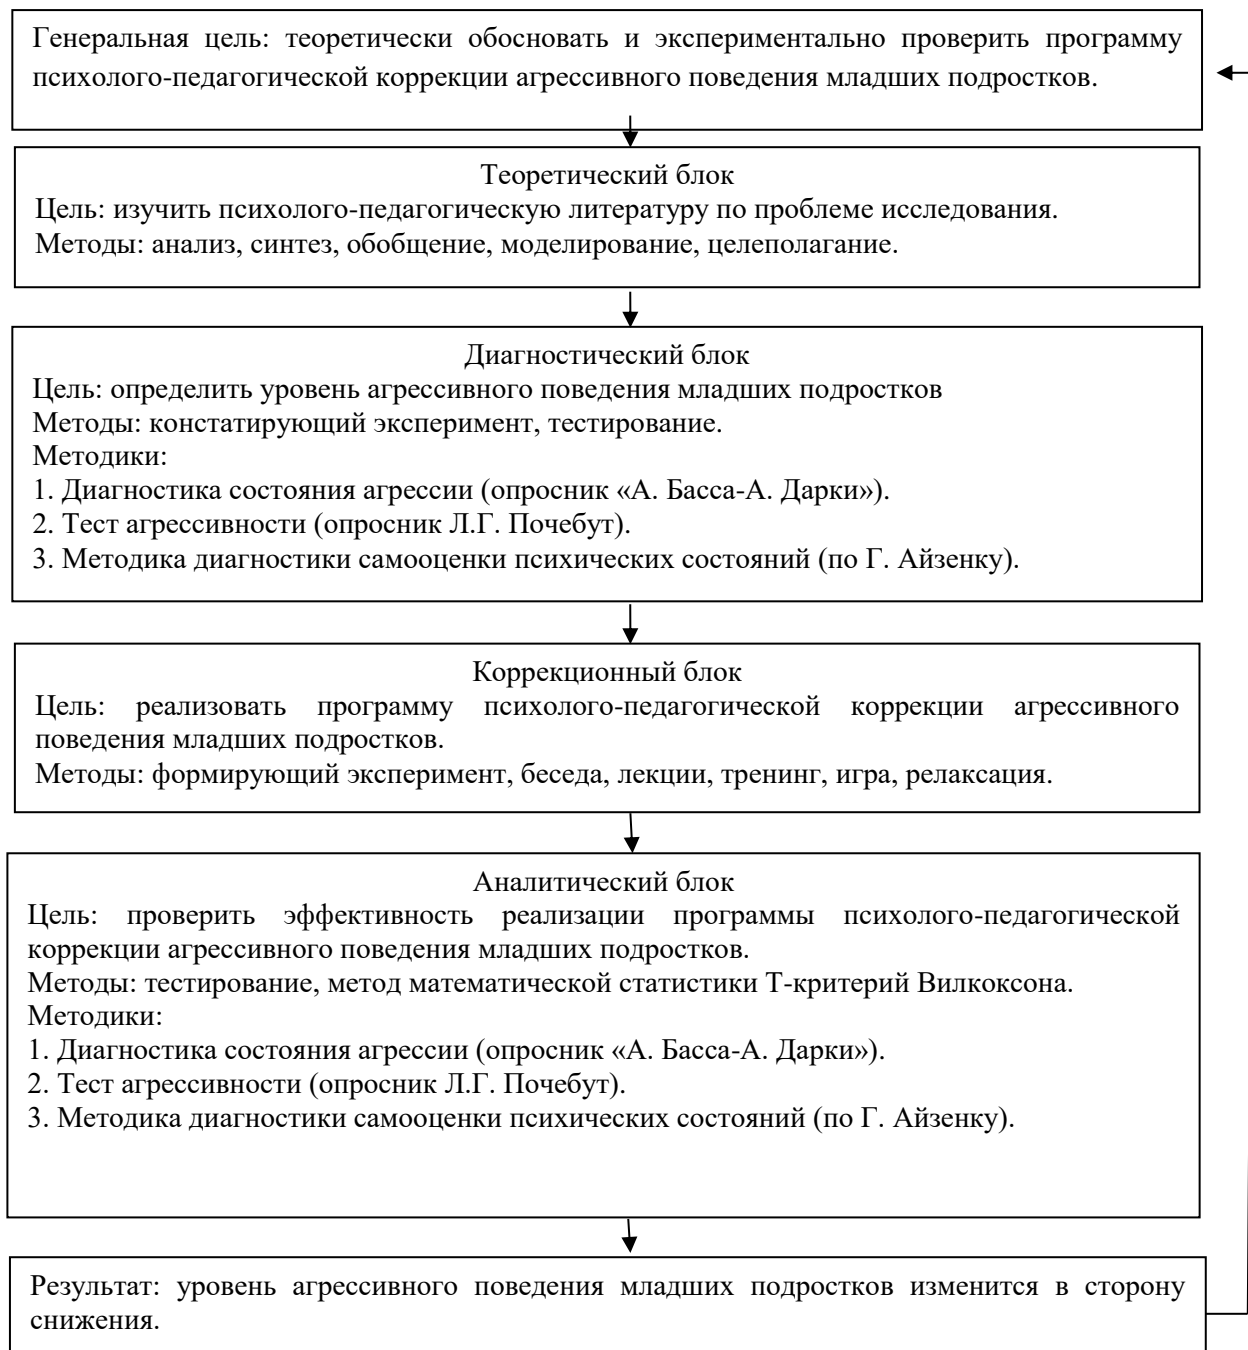 Генеральная цель: теоретически обосновать и экспериментально проверить программу
психолого-педагогической коррекции агрессивного поведения младших подростков.
Теоретический блок
Цель: изучить психолого-педагогическую литературу по проблеме исследования.
Методы: анализ, синтез, обобщение, моделирование, целеполагание.
Диагностический блок
Цель: определить уровень агрессивного поведения младших подростков
Методы: констатирующий эксперимент, тестирование.
Методики:
1. Диагностика состояния агрессии (опросник «А. Басса-А. Дарки»).
2. Тест агрессивности (опросник Л.Г. Почебут).
3. Методика диагностики самооценки психических состояний (по Г. Айзенку).
Коррекционный блок
Цель: реализовать программу психолого-педагогической коррекции агрессивного
поведения младших подростков.
Методы: формирующий эксперимент, беседа, лекции, тренинг, игра, релаксация.
Аналитический блок
Цель: проверить эффективность реализации программы психолого-педагогической
коррекции агрессивного поведения младших подростков.
Методы: тестирование, метод математической статистики Т-критерий Вилкоксона.
Методики:
1. Диагностика состояния агрессии (опросник «А. Басса-А. Дарки»).
2. Тест агрессивности (опросник Л.Г. Почебут).
3. Методика диагностики самооценки психических состояний (по Г. Айзенку).
Результат: уровень агрессивного поведения младших подростков изменится в сторону
снижения.